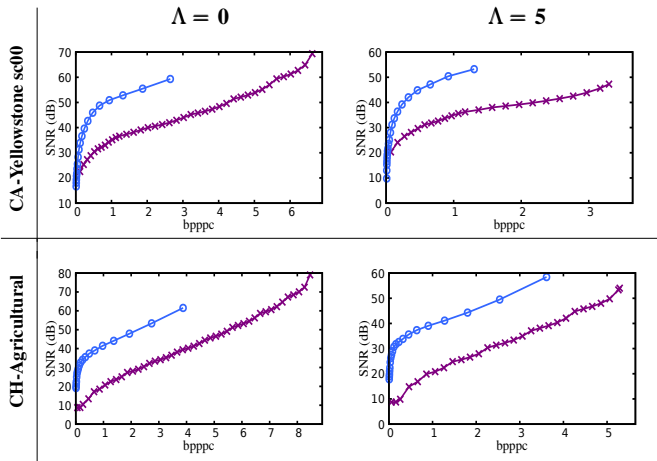 Λ = 0
Λ = 5
CA-Yellowstone sc00
SNR (dB)
70
60
50
40
30
20
10
0 1 2 3 4 5 6
bpppc
SNR (dB)
60
50
40
30
20
10
0
0 1 2 3
bpppc
CH-Agricultural
SNR (dB)
80
70
60
50
40
30
20
10
0
0 1 2 3 4 5 6 7 8
bpppc
SNR (dB)
60
50
40
30
20
10
0
0 1 2 3 4 5
bpppc